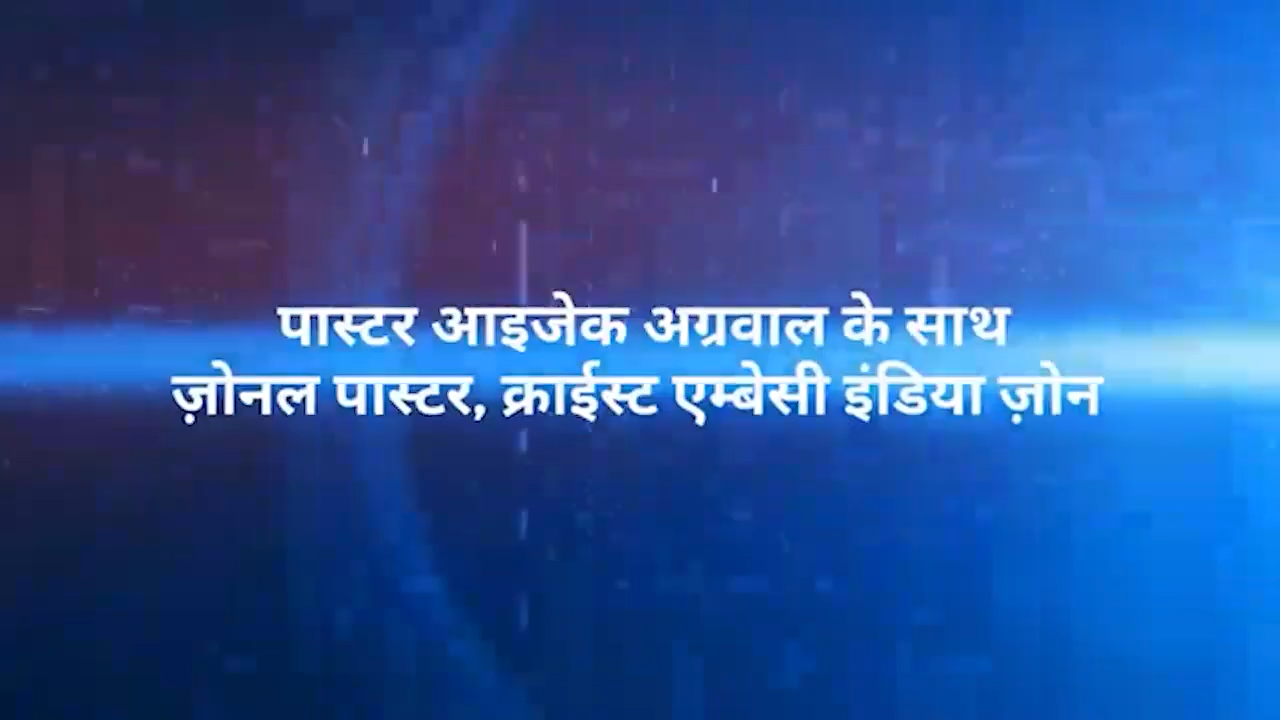 पास्टर आइजेक अग्रवाल के साथ
ज़ोनल पास्टर, क्राईस्ट एम्बेसी इंडिया ज़ोन